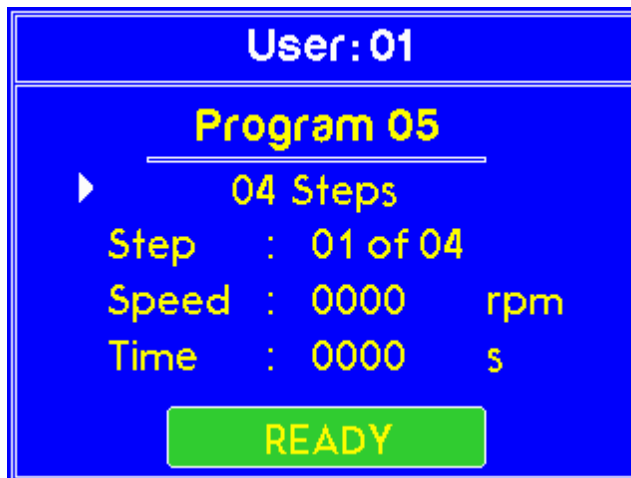 User:01
Program 05
04 Steps
Step : 01 of 04
Speed : 0000 rpm
Time : 0000 s
READY